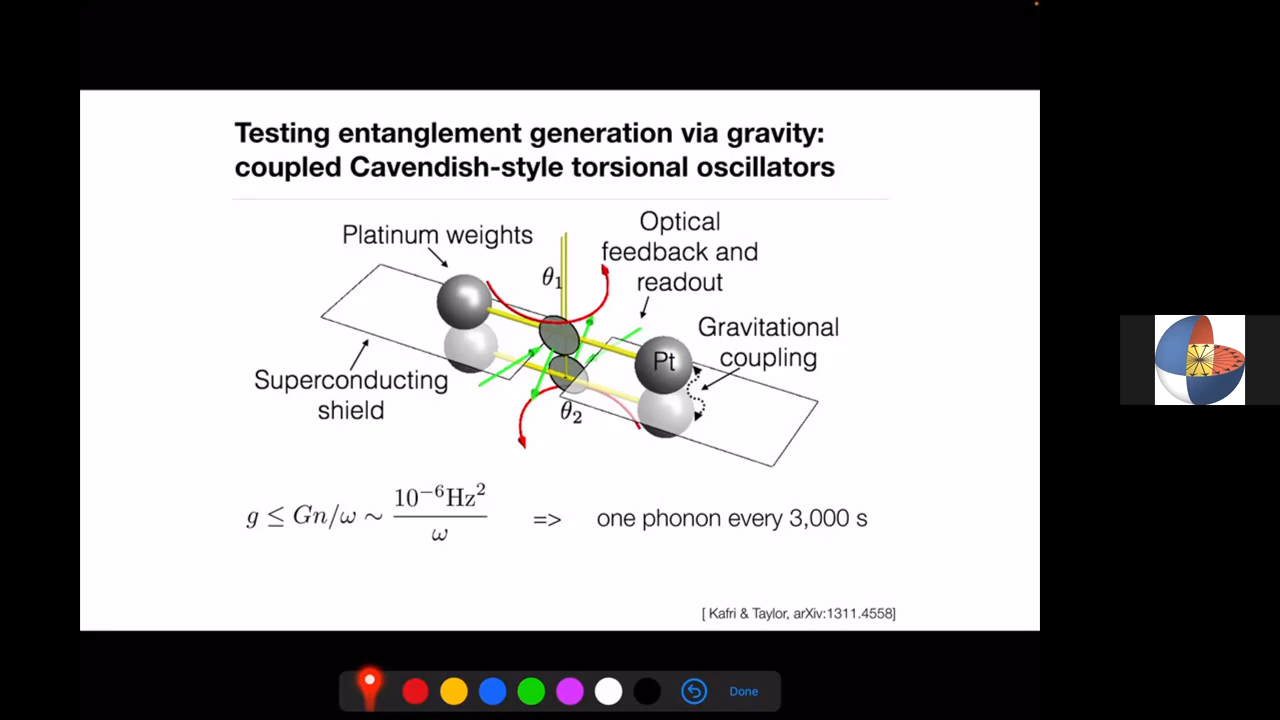 Testing entanglement generation via gravity:
coupled Cavendish-style torsional oscillators
Platinum weights
Optical
feedback and
readout
θ₁
Gravitational
coupling
Pt
Superconducting
shield
θ₂
g ≤ Gn/ω ~ 10⁻⁶Hz²/ω => one phonon every 3,000 s
[ Kafri & Taylor, arXiv:1311.4558]
Done